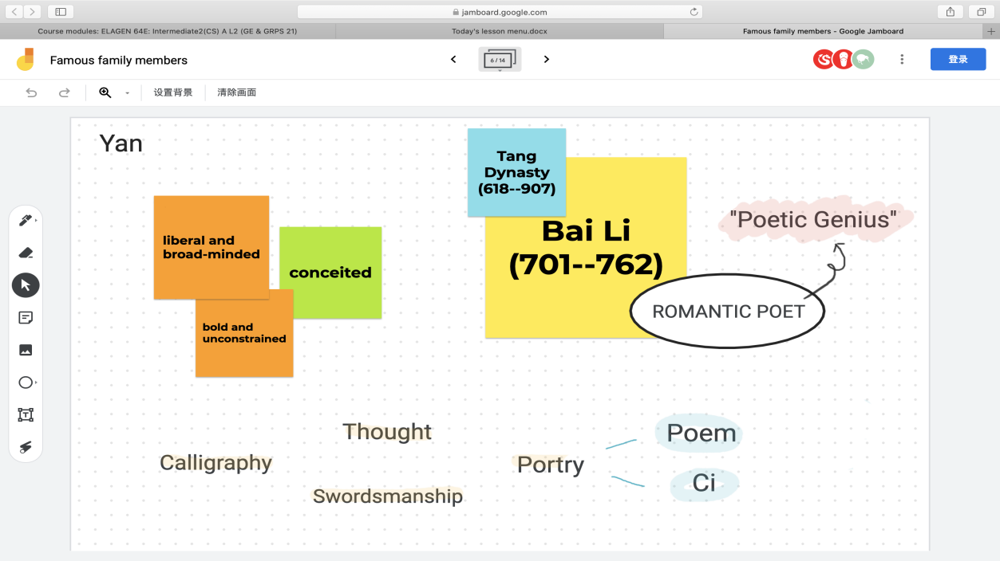 jamboard.google.com
Course modules: ELAGEN 64E: Intermediate2(CS) A L2 (GE & GRPS 21)
Today's lesson menu.docx
Famous family members - Google Jamboard
Famous family members
6 / 14
登录
设置背景
清除画面
Yan
Tang
Dynasty
(618--907)
liberal and
broad-minded
Bai Li
(701--762)
"Poetic Genius"
conceited
ROMANTIC POET
bold and
unconstrained
Thought
Poem
Calligraphy
Portry
Ci
Swordsmanship